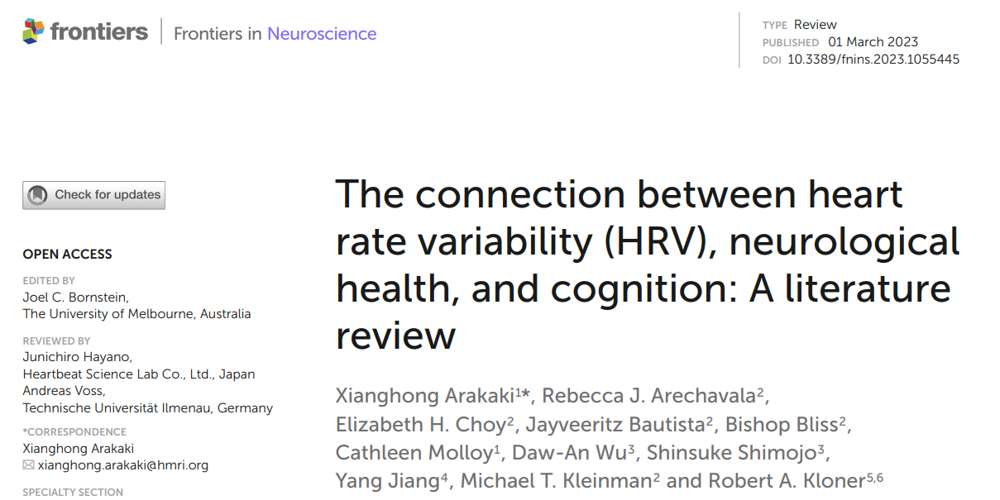 frontiers | Frontiers in Neuroscience
TYPE Review
PUBLISHED 01 March 2023
DOI 10.3389/fnins.2023.1055445
Check for updates
OPEN ACCESS
EDITED BY
Joel C. Bornstein,
The University of Melbourne, Australia
REVIEWED BY
Junichiro Hayano,
Heartbeat Science Lab Co., Ltd., Japan
Andreas Voss,
Technische Universität Ilmenau, Germany
*CORRESPONDENCE
Xianghong Arakaki
xianghong.arakaki@hmri.org
SPECIALTY SECTION
The connection between heart
rate variability (HRV), neurological
health, and cognition: A literature
review
Xianghong Arakaki¹*, Rebecca J. Arechavala²,
Elizabeth H. Choy², Jayveeritz Bautista², Bishop Bliss²,
Cathleen Molloy¹, Daw-An Wu³, Shinsuke Shimojo³,
Yang Jiang⁴, Michael T. Kleinman² and Robert A. Kloner⁵,⁶